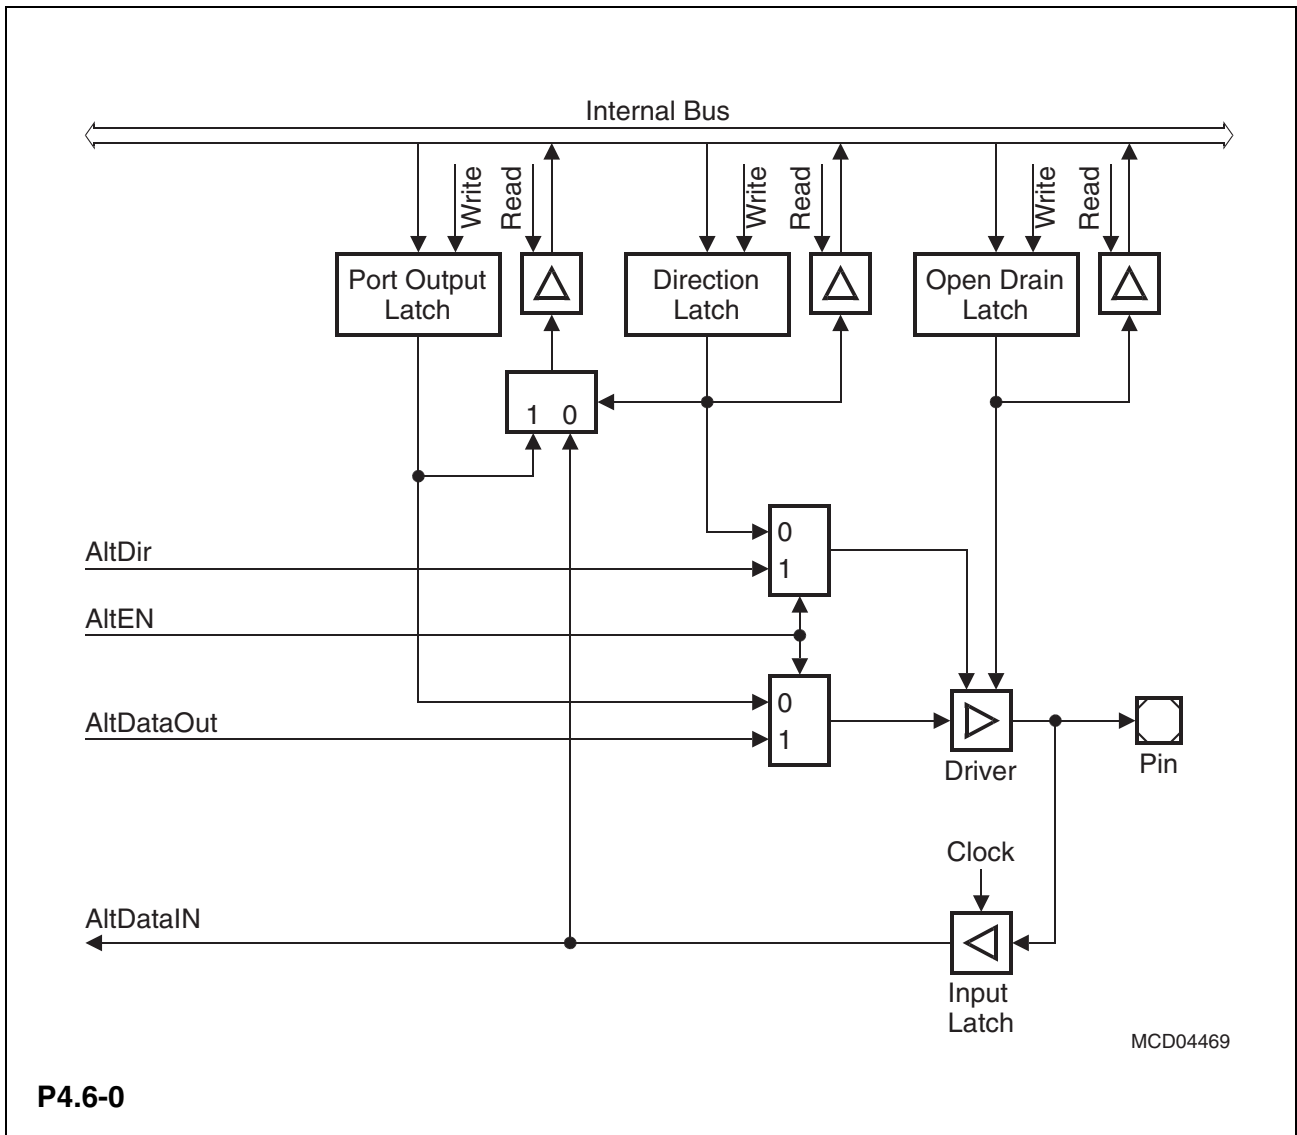 Internal Bus
Write
Read
Write
Read
Write
Read
Port Output
Latch
Direction
Latch
Open Drain
Latch
1 0
AltDir
0
1
AltEN
AltDataOut
0
1
Driver
Pin
Clock
AltDataIN
Input
Latch
MCD04469
P4.6-0